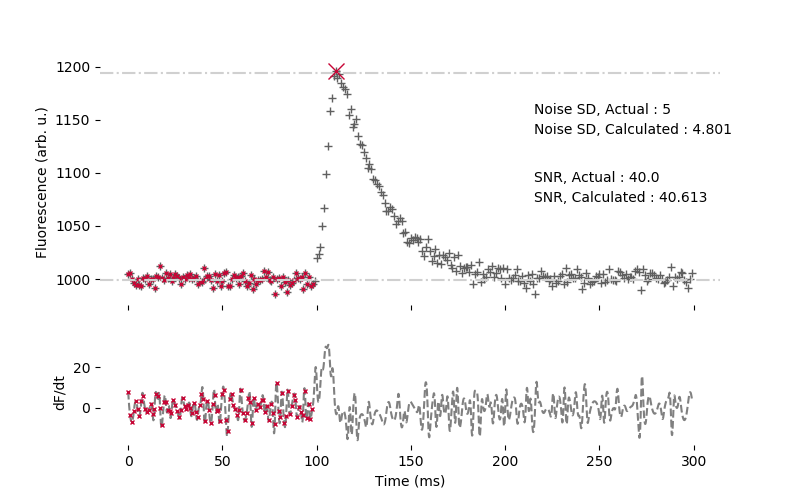 1200
1150
1100
1050
1000
Fluorescence (arb. u.)
Noise SD, Actual : 5
Noise SD, Calculated : 4.801
SNR, Actual : 40.0
SNR, Calculated : 40.613
20
0
dF/dt
0 50 100 150 200 250 300
Time (ms)